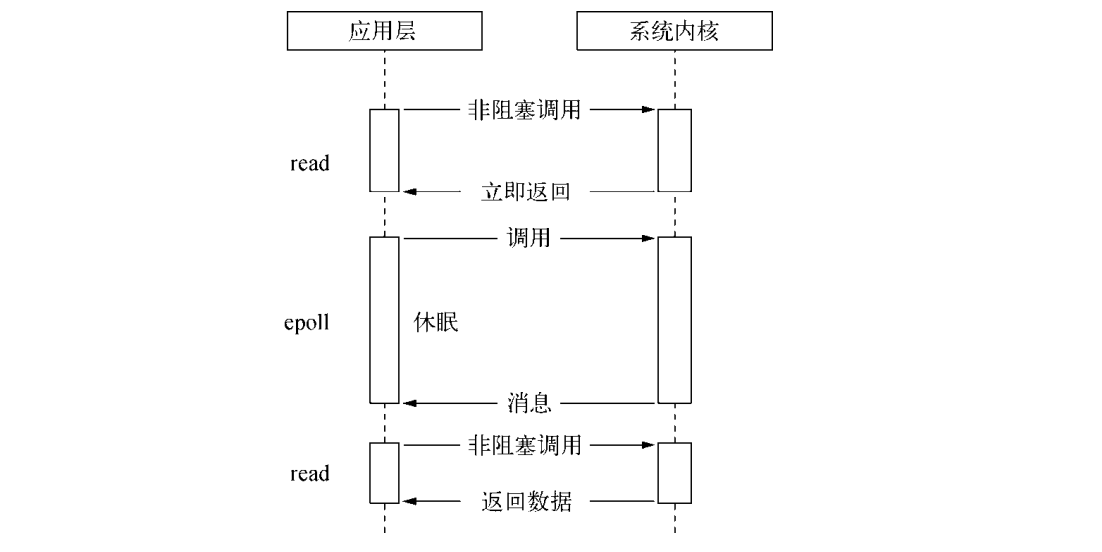 应用层
系统内核
非阻塞调用
read
立即返回
调用
epoll
休眠
消息
非阻塞调用
read
返回数据